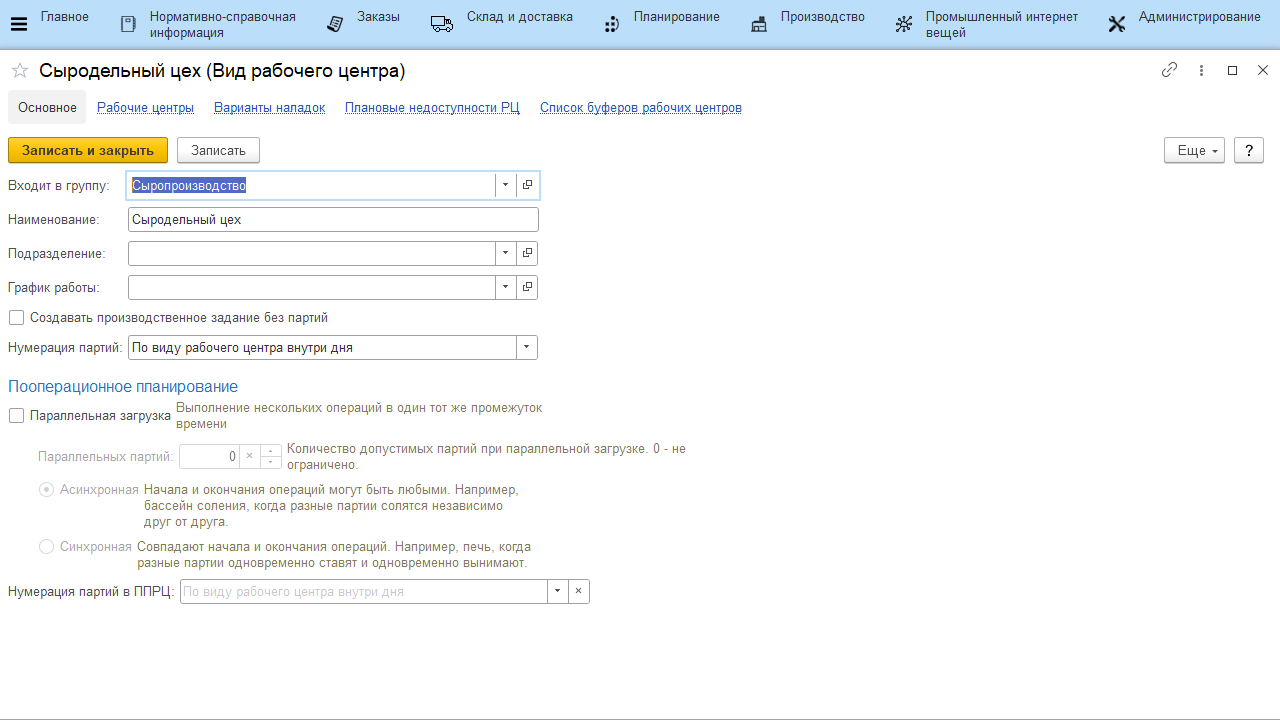 Главное
Нормативно-справочная
информация
Заказы
Склад и доставка
Планирование
Производство
Промышленный интернет
вещей
Администрирование
Сыродельный цех (Вид рабочего центра)
Основное
Рабочие центры
Варианты наладок
Плановые недоступности РЦ
Список буферов рабочих центров
Записать и закрыть
Записать
Еще
?
Входит в группу:
Сыропроизводство
Наименование:
Сыродельный цех
Подразделение:
График работы:
Создавать производственное задание без партий
Нумерация партий:
По виду рабочего центра внутри дня
Пооперационное планирование
Параллельная загрузка
Выполнение нескольких операций в один тот же промежуток
времени
Параллельных партий:
0
Количество допустимых партий при параллельной загрузке. 0 - не
ограничено.
Асинхронная
Начала и окончания операций могут быть любыми. Например,
бассейн соления, когда разные партии солятся независимо
друг от друга.
Синхронная
Совпадают начала и окончания операций. Например, печь, когда
разные партии одновременно ставят и одновременно вынимают.
Нумерация партий в ППРЦ:
По виду рабочего центра внутри дня